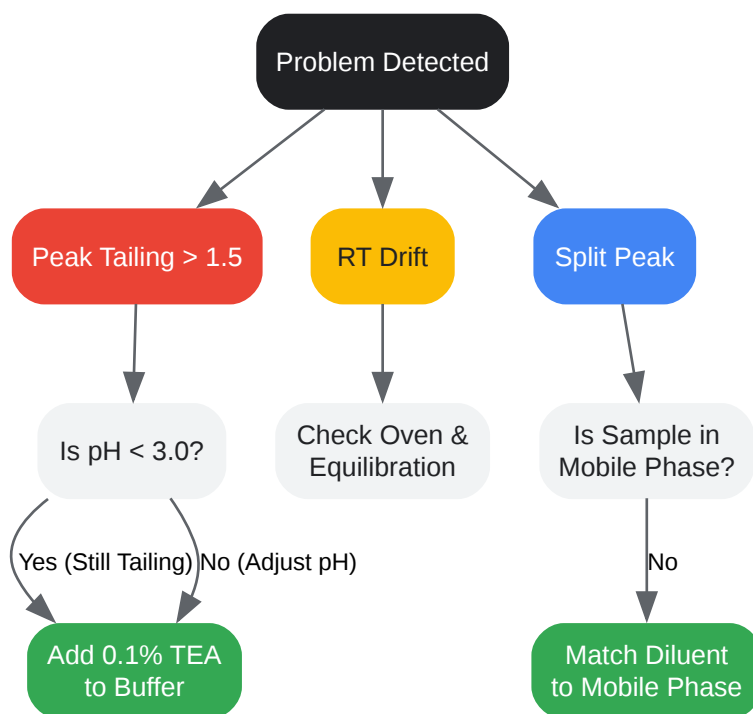 Problem Detected
Peak Tailing > 1.5
RT Drift
Split Peak
Is pH < 3.0?
Check Oven &
Equilibration
Is Sample in
Mobile Phase?
Yes (Still Tailing)
No (Adjust pH)
No
Add 0.1% TEA
to Buffer
Match Diluent
to Mobile Phase